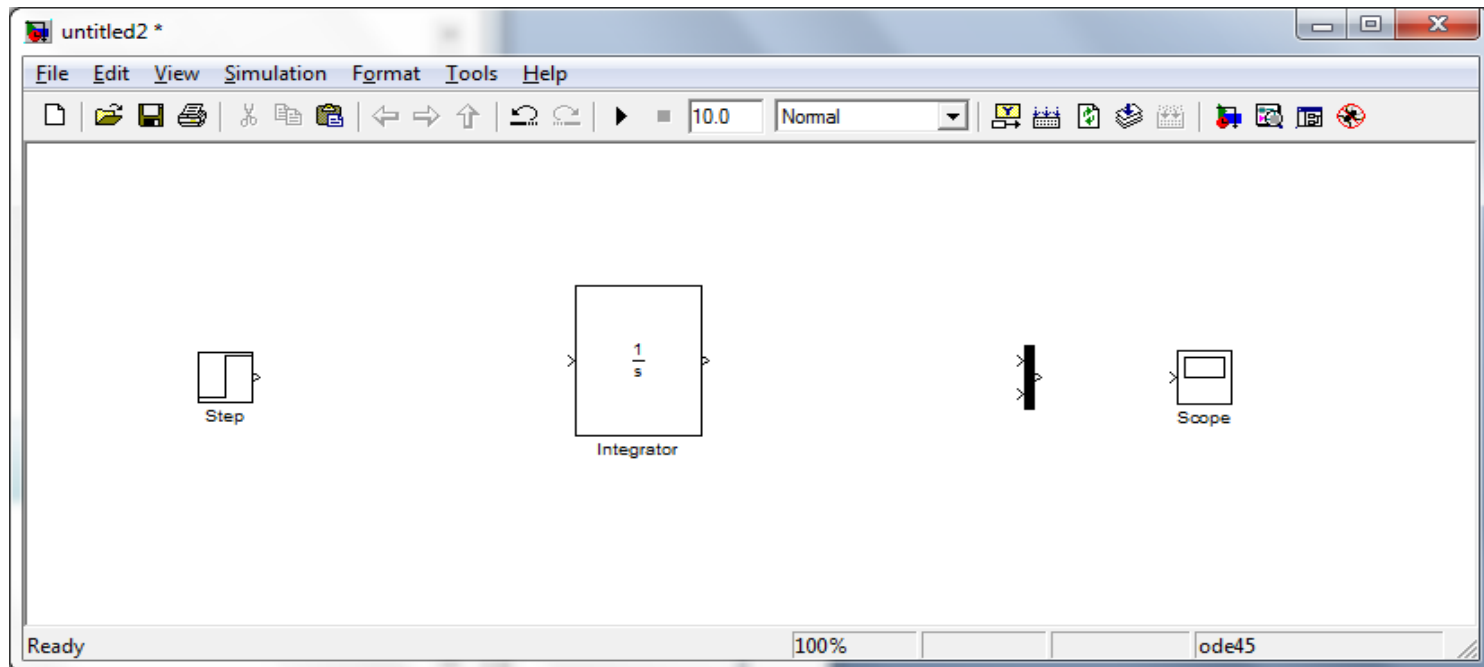 untitled2 *
File Edit View Simulation Format Tools Help
10.0 Normal
1
s
Step
Integrator
Scope
Ready 100% ode45